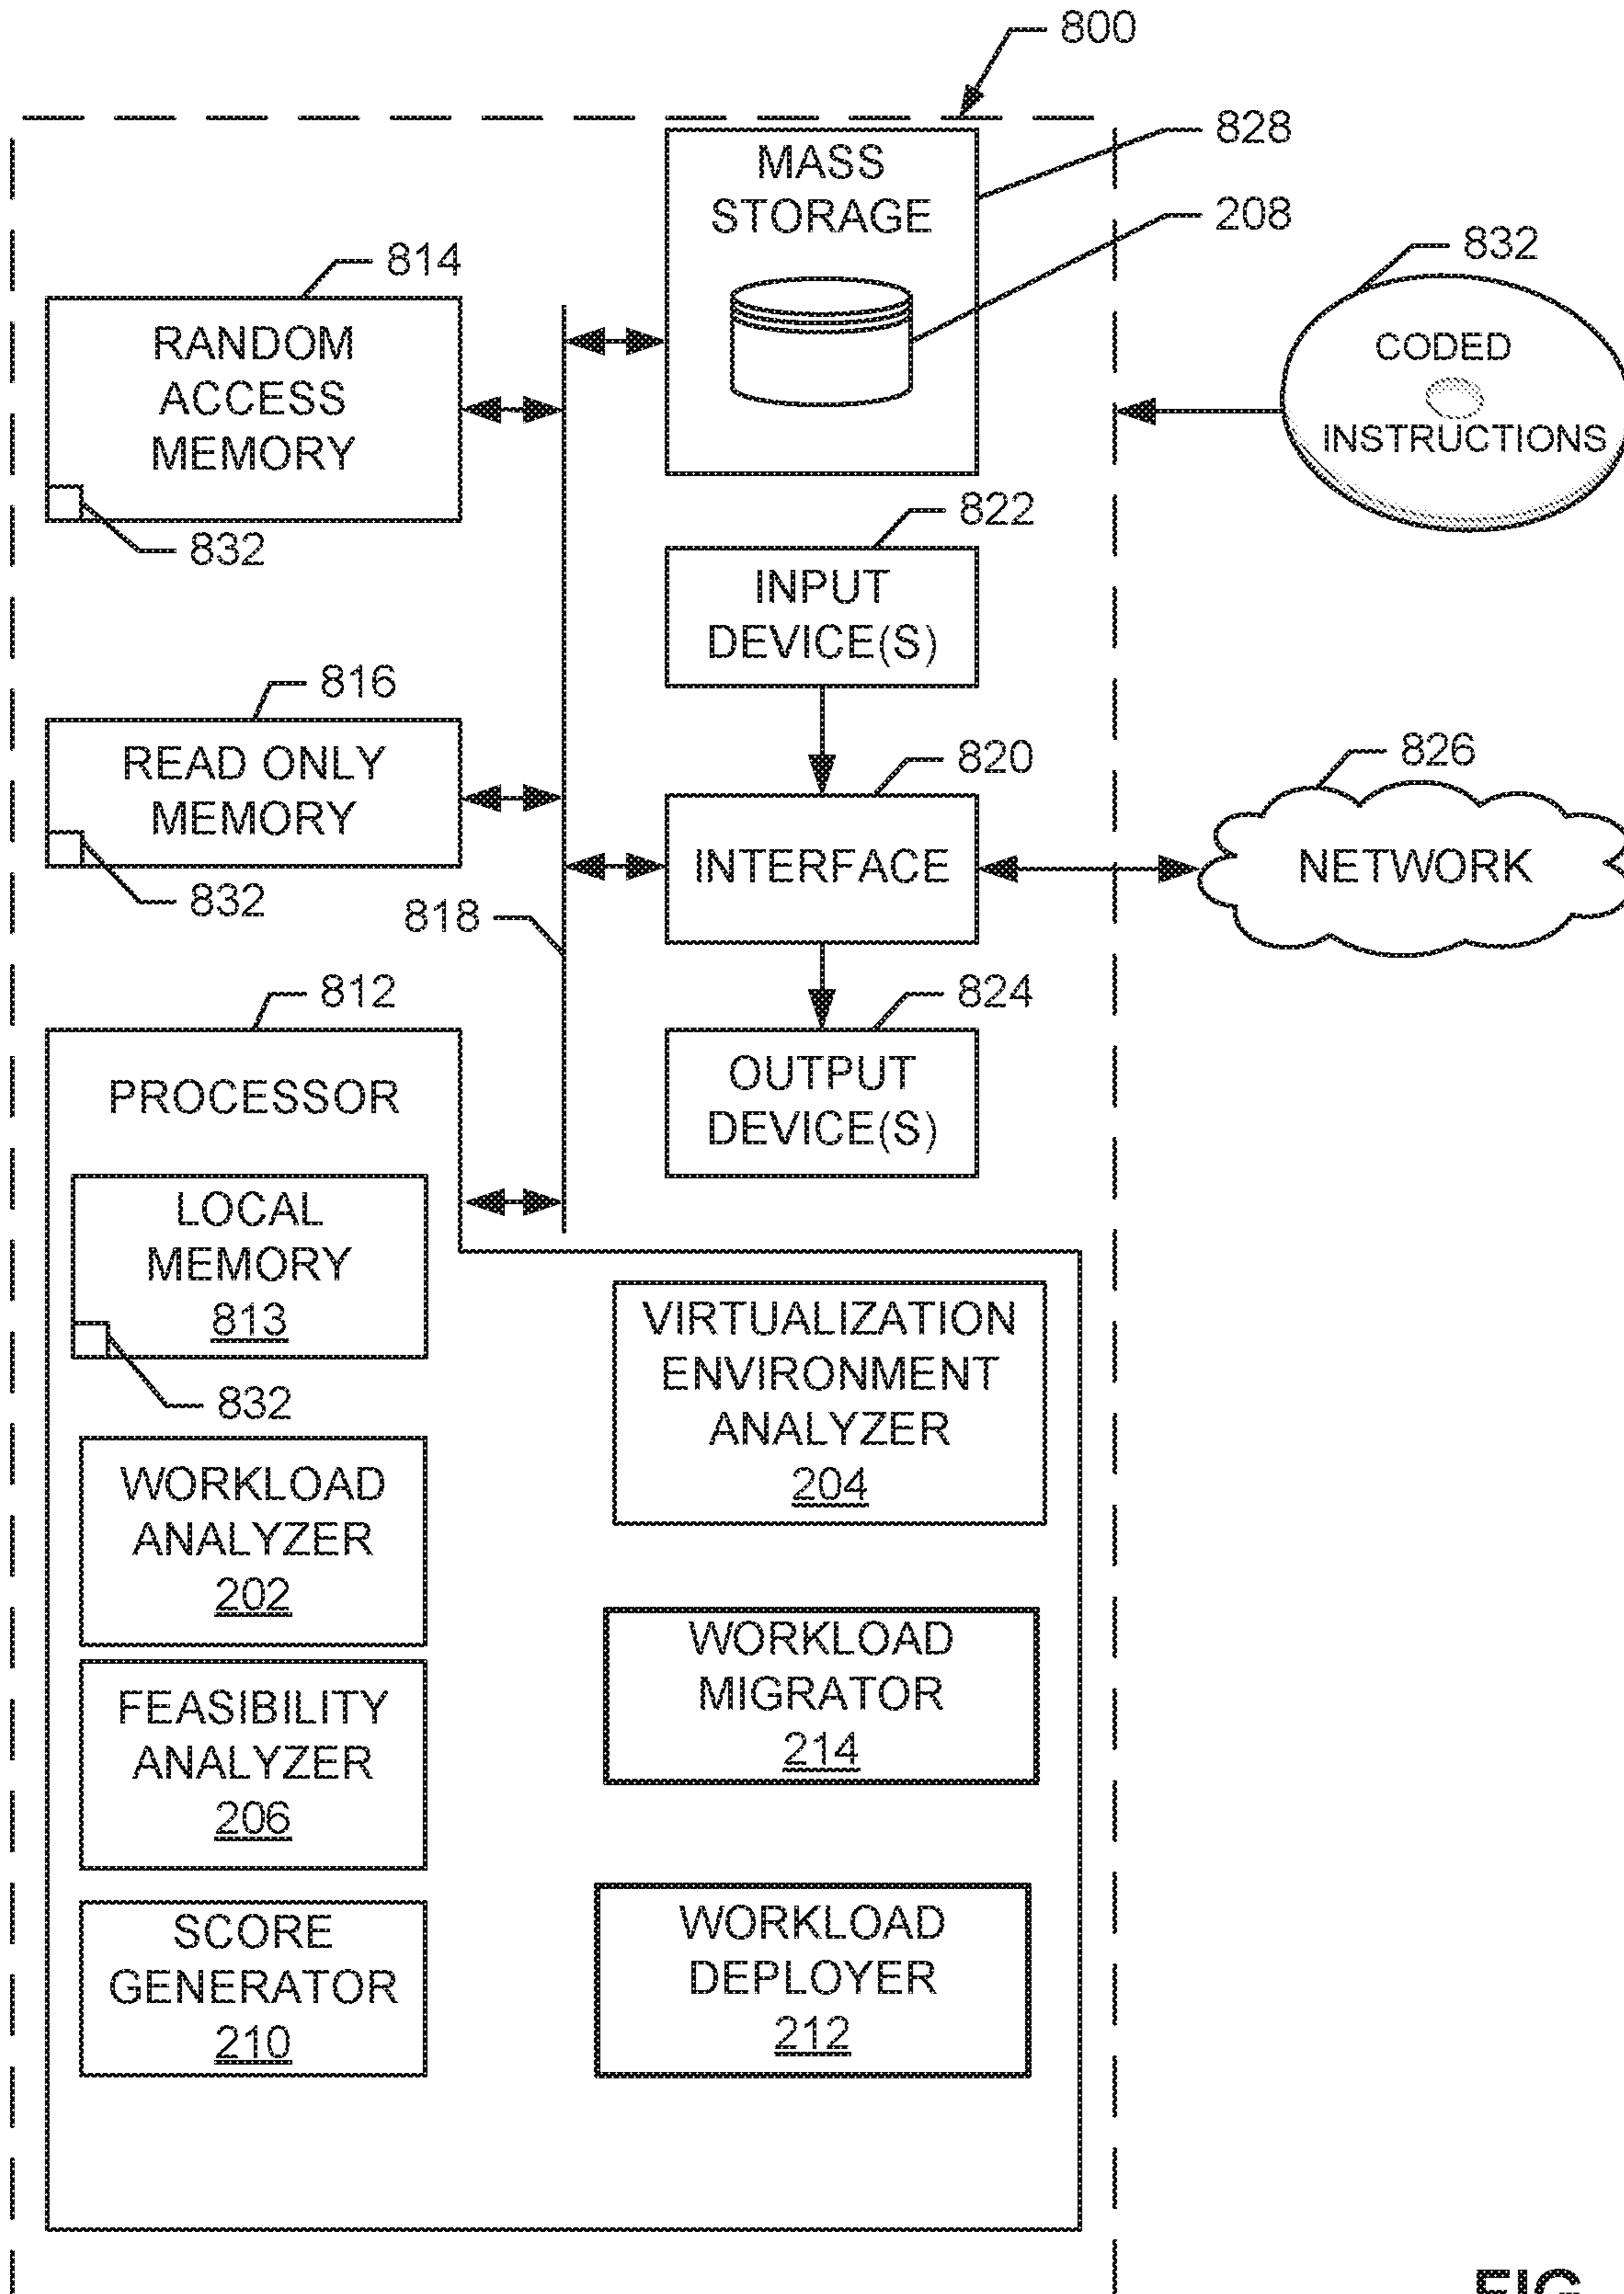 800
MASS
STORAGE
828
208
814
RANDOM
ACCESS
MEMORY
832
832
CODED
INSTRUCTIONS
822
INPUT
DEVICE(S)
816
READ ONLY
MEMORY
832
820
INTERFACE
826
NETWORK
818
812
PROCESSOR
824
OUTPUT
DEVICE(S)
LOCAL
MEMORY
813
832
VIRTUALIZATION
ENVIRONMENT
ANALYZER
204
WORKLOAD
ANALYZER
202
WORKLOAD
MIGRATOR
214
FEASIBILITY
ANALYZER
206
WORKLOAD
DEPLOYER
212
SCORE
GENERATOR
210
FIG